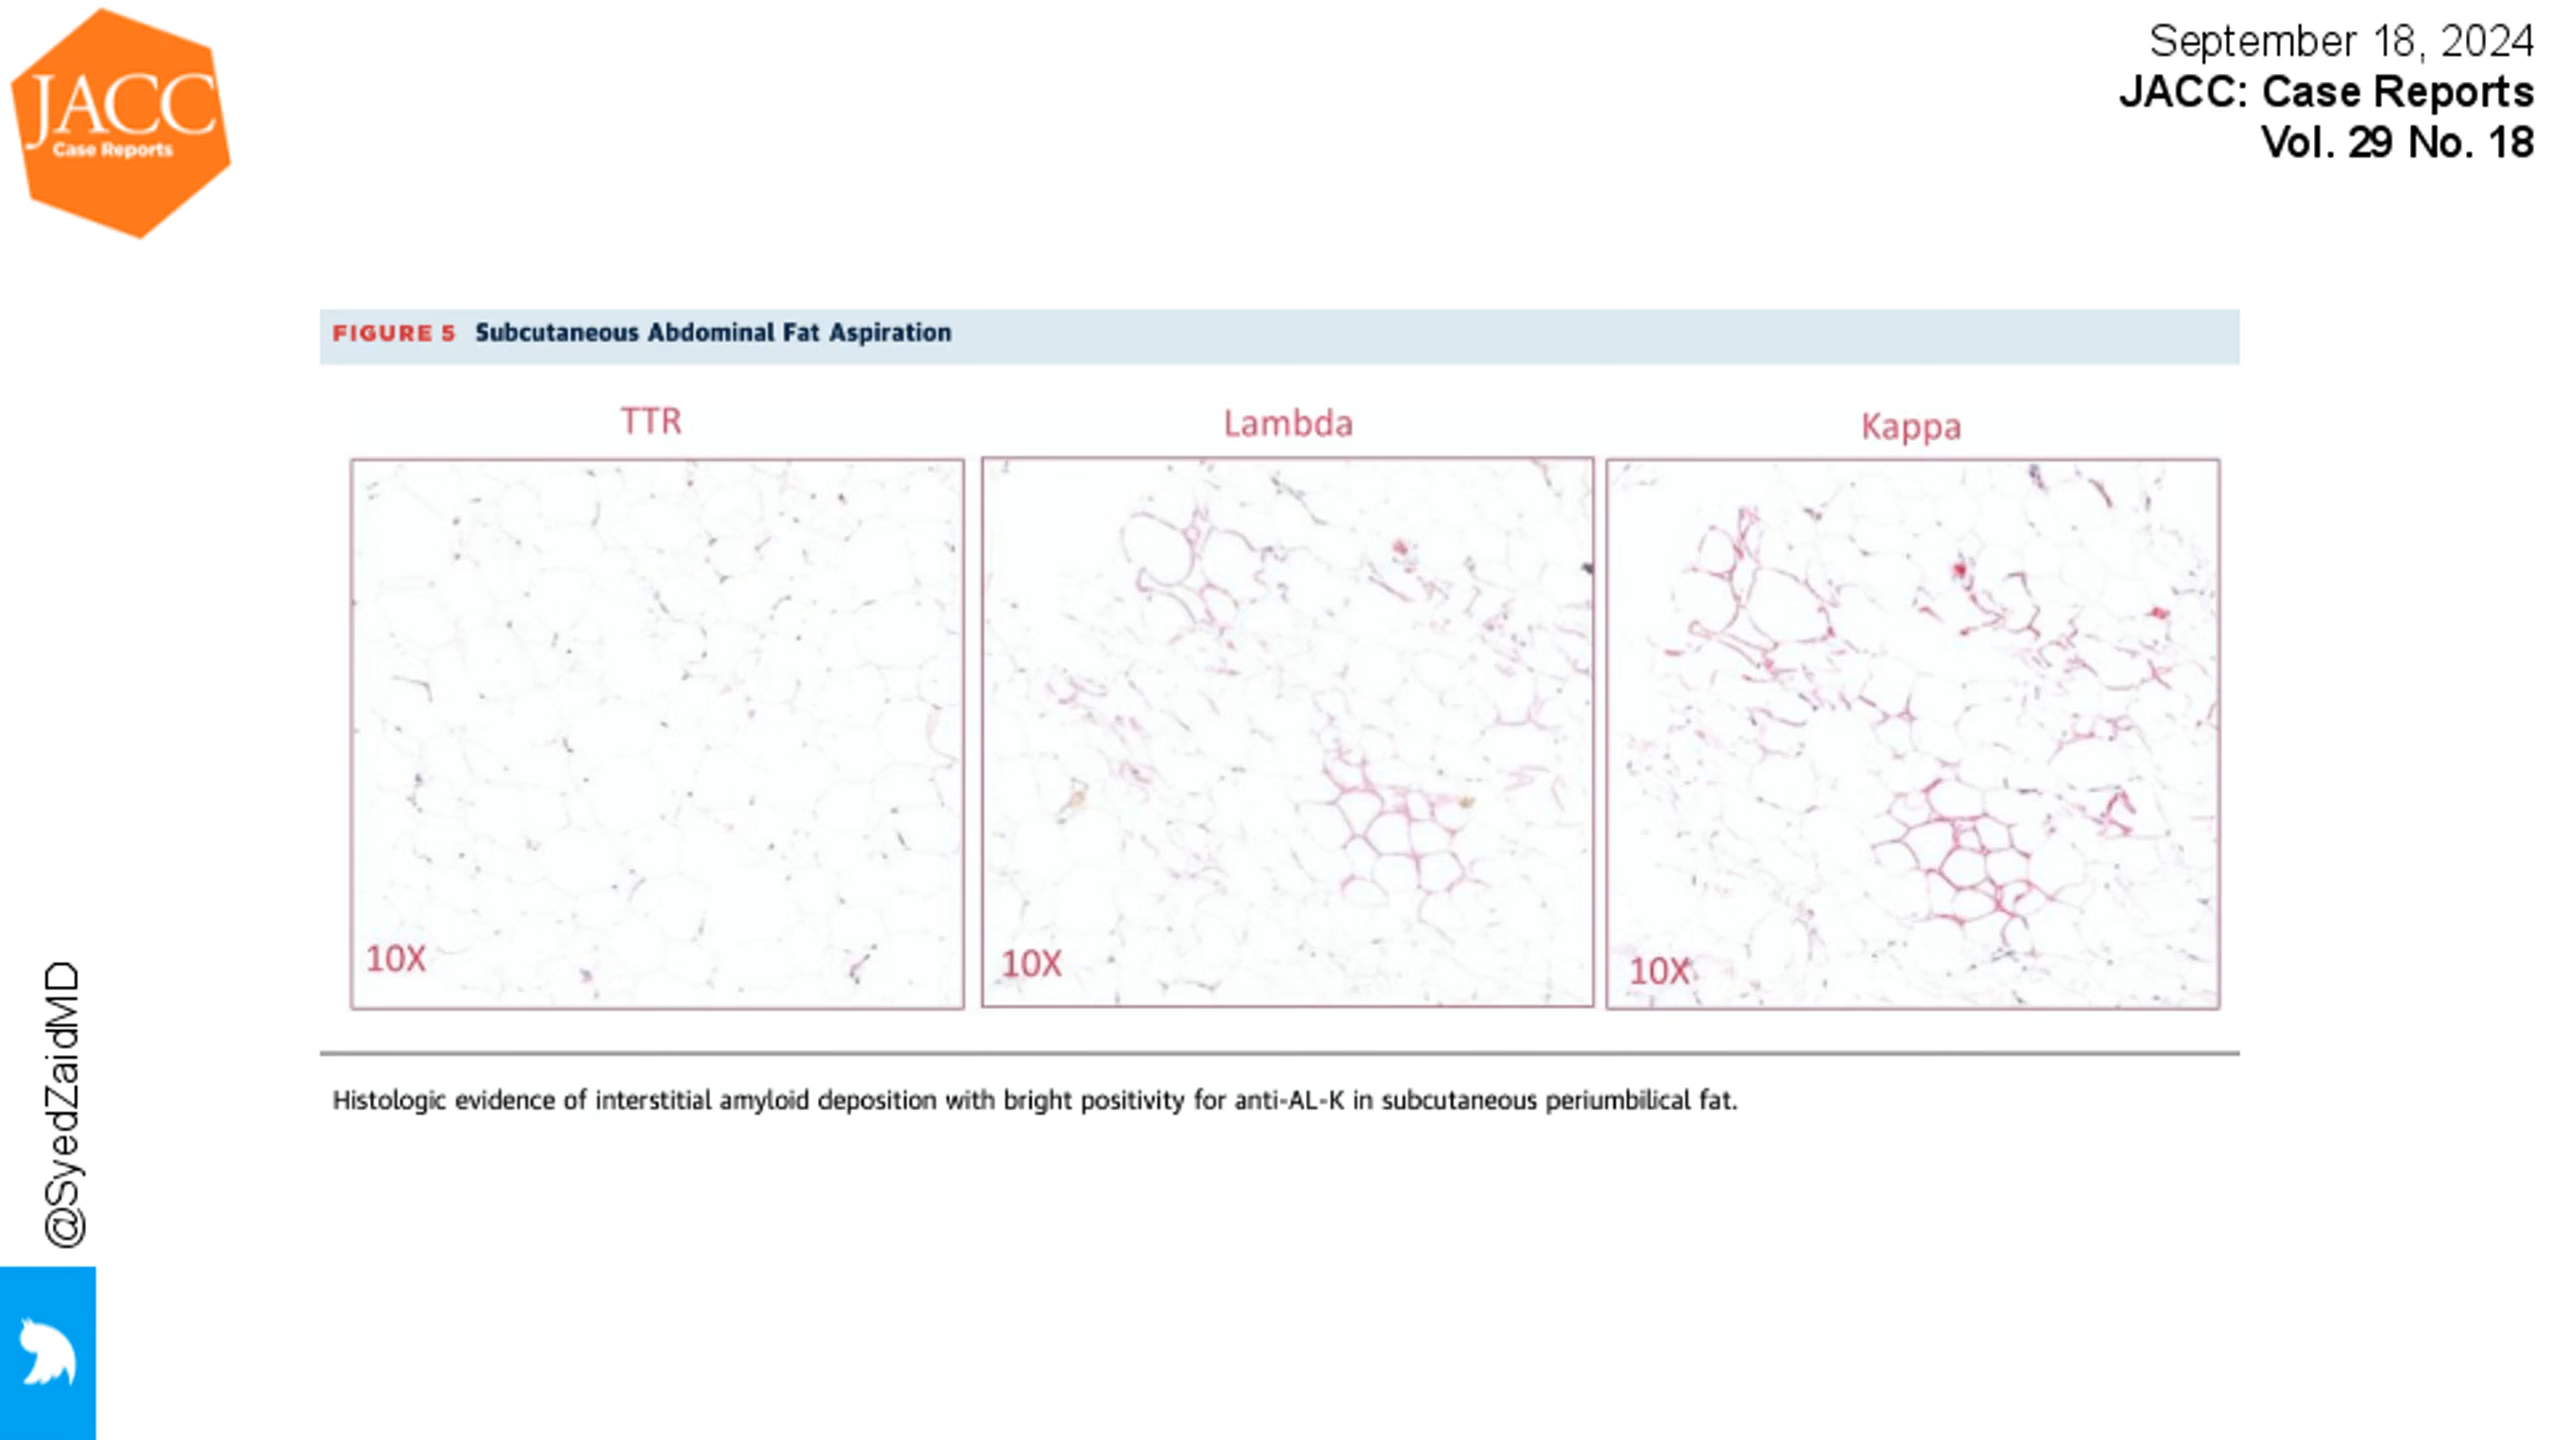 JACC
Case Reports
September 18, 2024
JACC: Case Reports
Vol. 29 No. 18
FIGURE 5 Subcutaneous Abdominal Fat Aspiration
TTR
Lambda
Kappa
10X
10X
10X
Histologic evidence of interstitial amyloid deposition with bright positivity for anti-AL-K in subcutaneous periumbilical fat.
@SyedZaidMD